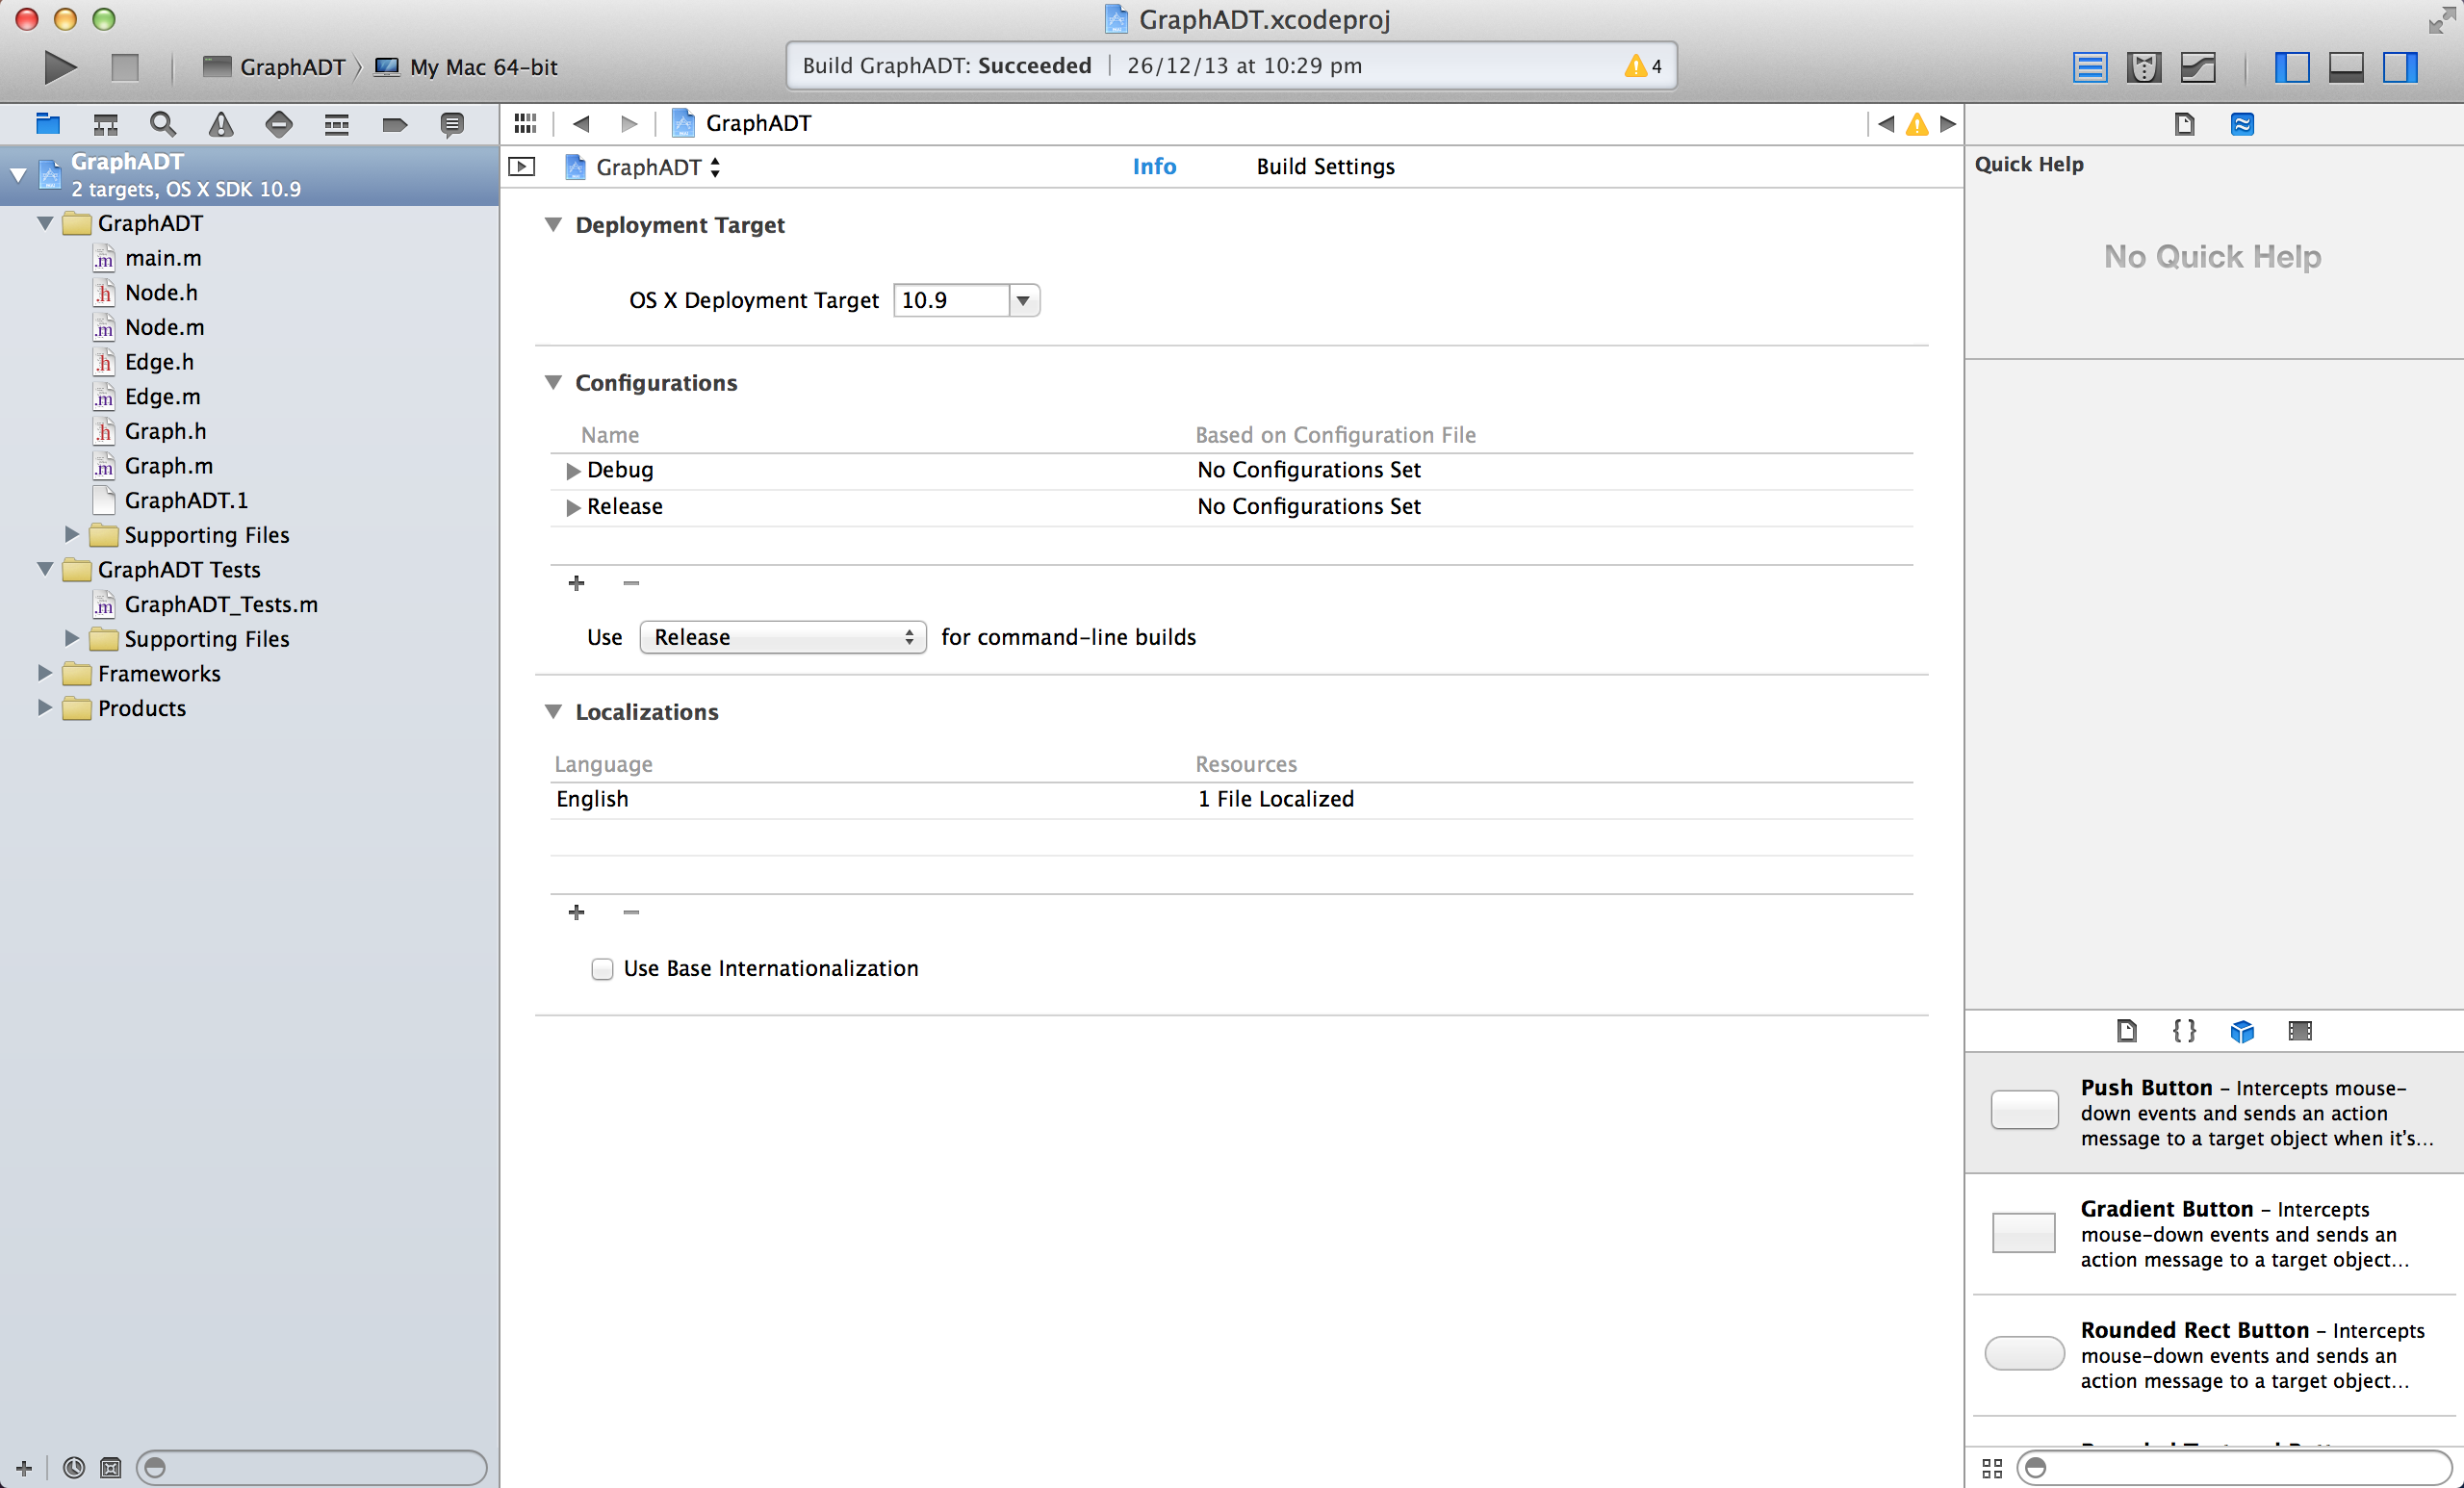 GraphADT.xcodeproj
GraphADT
My Mac 64-bit
Build GraphADT: Succeeded
26/12/13 at 10:29 pm
4
GraphADT
2 targets, OS X SDK 10.9
GraphADT
main.m
Node.h
Node.m
Edge.h
Edge.m
Graph.h
Graph.m
GraphADT.1
Supporting Files
GraphADT Tests
GraphADT_Tests.m
Supporting Files
Frameworks
Products
GraphADT
GraphADT
Info
Build Settings
Deployment Target
OS X Deployment Target
10.9
Configurations
Name
Based on Configuration File
Debug
No Configurations Set
Release
No Configurations Set
Use
Release
for command-line builds
Localizations
Language
Resources
English
1 File Localized
Use Base Internationalization
Quick Help
No Quick Help
Push Button - Intercepts mouse-
down events and sends an action
message to a target object when it's...
Gradient Button - Intercepts
mouse-down events and sends an
action message to a target object...
Rounded Rect Button - Intercepts
mouse-down events and sends an
action message to a target object...